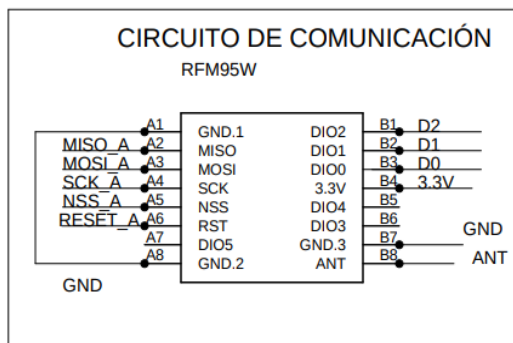 CIRCUITO DE COMUNICACIÓN
RFM95W
A1 GND.1 DIO2 B1 D2
MISO_A A2 MISO DIO1 B2 D1
MOSI_A A3 MOSI DIO0 B3 D0
SCK_A A4 SCK 3.3V B4 3.3V
NSS_A A5 NSS DIO4 B5
RESET_A A6 RST DIO3 B6
A7 DIO5 GND.3 B7 GND
A8 GND.2 ANT B8 ANT
GND